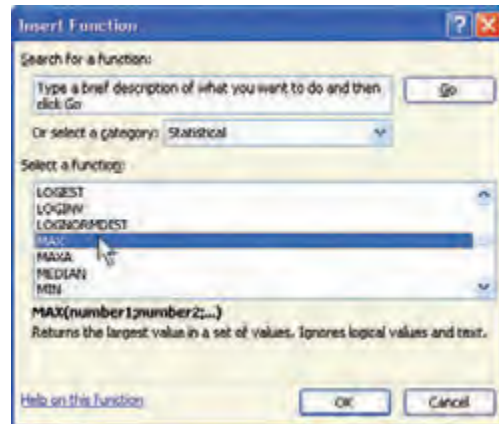 Insert Function
Search for a function:
Type a brief description of what you want to do and then
click Go
Go
Or select a category: Statistical
Select a function:
LOGEST
LOGINV
LOGNORMDIST
MAX
MAXA
MEDIAN
MIN
MAX(number1;number2;...)
Returns the largest value in a set of values. Ignores logical values and text.
Help on this function
OK
Cancel